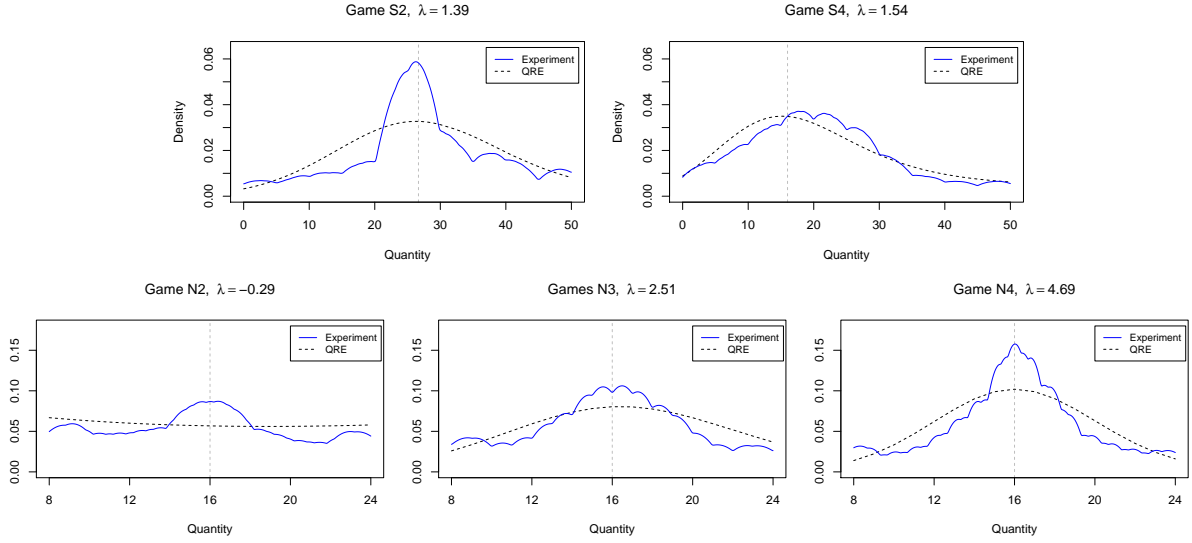 Game S2, λ = 1.39
Density
0.00
0.02
0.04
0.06
Experiment
QRE
0 10 20 30 40 50
Quantity
Game S4, λ = 1.54
Density
0.00
0.02
0.04
0.06
Experiment
QRE
0 10 20 30 40 50
Quantity
Game N2, λ = −0.29
0.00
0.05
0.10
0.15
Experiment
QRE
8 12 16 20 24
Quantity
Games N3, λ = 2.51
0.00
0.05
0.10
0.15
Experiment
QRE
8 12 16 20 24
Quantity
Game N4, λ = 4.69
0.00
0.05
0.10
0.15
Experiment
QRE
8 12 16 20 24
Quantity